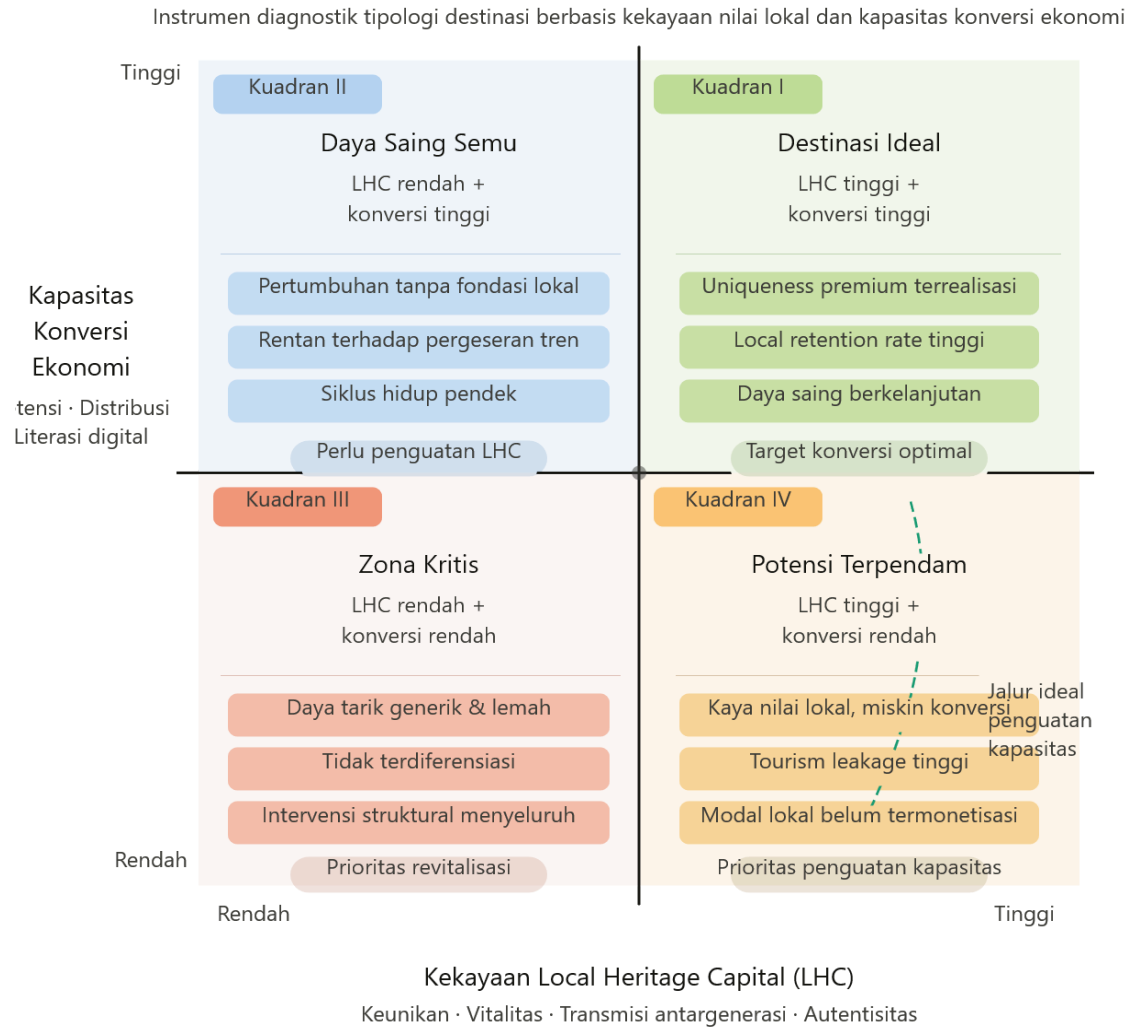 Instrumen diagnostik tipologi destinasi berbasis kekayaan nilai lokal dan kapasitas konversi ekonomi
Tinggi
Kuadran II
Daya Saing Semu
LHC rendah +
konversi tinggi
Pertumbuhan tanpa fondasi lokal
Rentan terhadap pergeseran tren
Siklus hidup pendek
Perlu penguatan LHC
Kuadran I
Destinasi Ideal
LHC tinggi +
konversi tinggi
Uniqueness premium terrealisasi
Local retention rate tinggi
Daya saing berkelanjutan
Target konversi optimal
Kapasitas
Konversi
Ekonomi
tensi · Distribusi
Literasi digital
Kuadran III
Zona Kritis
LHC rendah +
konversi rendah
Daya tarik generik & lemah
Tidak terdiferensiasi
Intervensi struktural menyeluruh
Prioritas revitalisasi
Kuadran IV
Potensi Terpendam
LHC tinggi +
konversi rendah
Kaya nilai lokal, miskin konversi
Tourism leakage tinggi
Modal lokal belum termonetisasi
Prioritas penguatan kapasitas
Jalur ideal
penguatan
kapasitas
Rendah
Rendah
Tinggi
Kekayaan Local Heritage Capital (LHC)
Keunikan · Vitalitas · Transmisi antargenerasi · Autentisitas